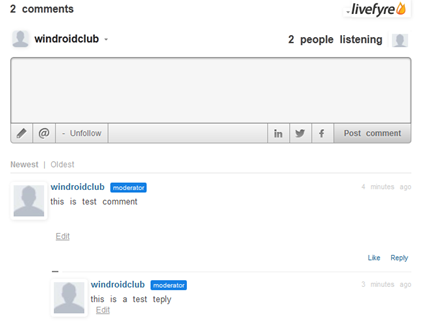 2 comments
livefyre
windroidclub
2 people listening
@ - Unfollow in f Post comment
Newest | Oldest
windroidclub moderator 4 minutes ago
this is test comment
Edit
Like Reply
windroidclub moderator 3 minutes ago
this is a test teply
Edit